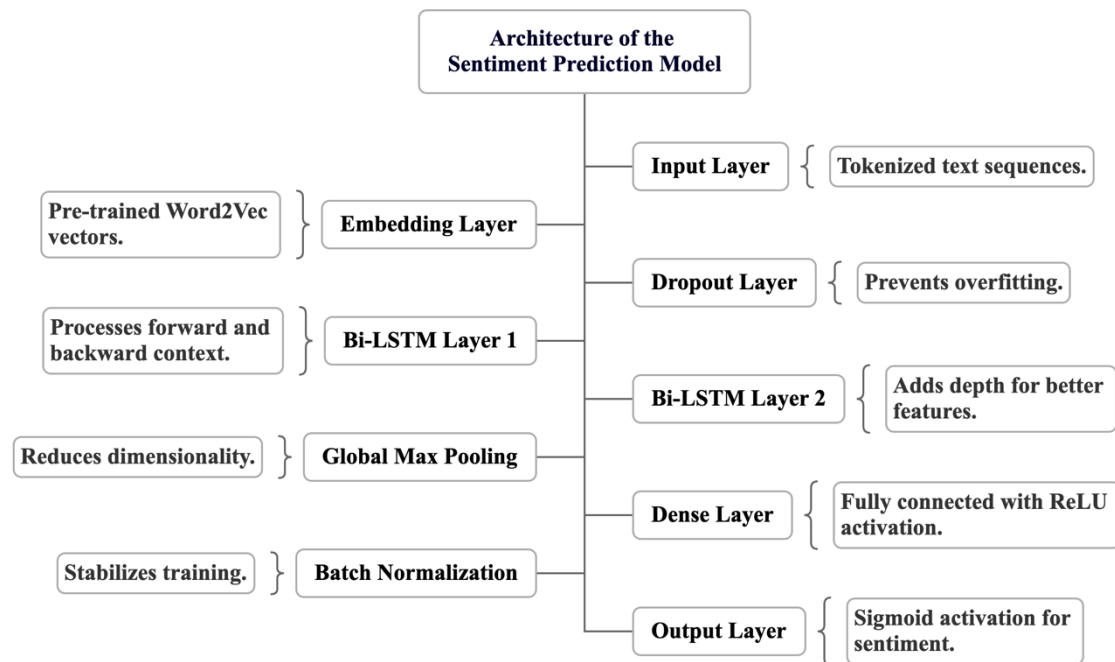 Architecture of the
Sentiment Prediction Model
Input Layer
Tokenized text sequences.
Pre-trained Word2Vec
vectors.
Embedding Layer
Dropout Layer
Prevents overfitting.
Processes forward and
backward context.
Bi-LSTM Layer 1
Bi-LSTM Layer 2
Adds depth for better
features.
Reduces dimensionality.
Global Max Pooling
Dense Layer
Fully connected with ReLU
activation.
Stabilizes training.
Batch Normalization
Output Layer
Sigmoid activation for
sentiment.